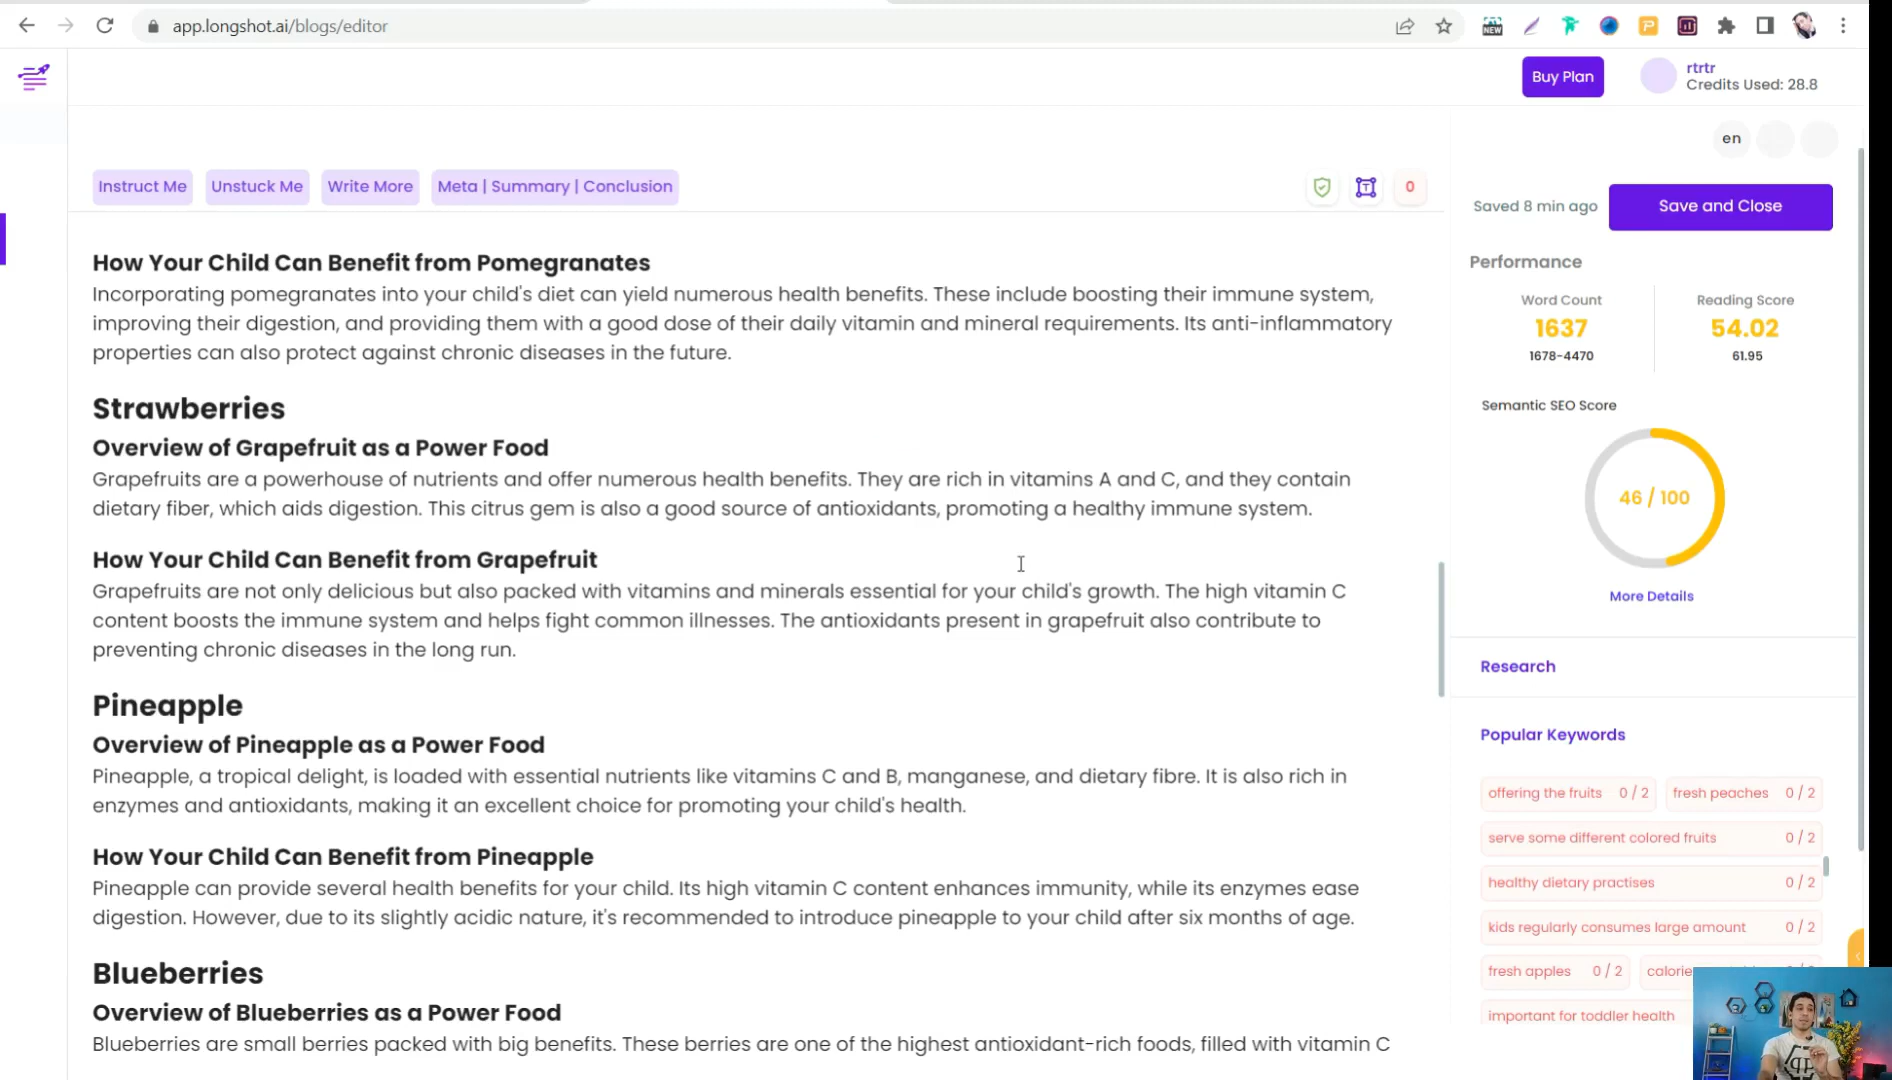 app.longshot.ai/blogs/editor
NEW
Buy Plan
rtrtr
Credits Used: 28.8
en
Instruct Me
Unstuck Me
Write More
Meta | Summary | Conclusion
T
0
Saved 8 min ago
Save and Close
How Your Child Can Benefit from Pomegranates
Incorporating pomegranates into your child's diet can yield numerous health benefits. These include boosting their immune system,
improving their digestion, and providing them with a good dose of their daily vitamin and mineral requirements. Its anti-inflammatory
properties can also protect against chronic diseases in the future.
Strawberries
Overview of Grapefruit as a Power Food
Grapefruits are a powerhouse of nutrients and offer numerous health benefits. They are rich in vitamins A and C, and they contain
dietary fiber, which aids digestion. This citrus gem is also a good source of antioxidants, promoting a healthy immune system.
How Your Child Can Benefit from Grapefruit
Grapefruits are not only delicious but also packed with vitamins and minerals essential for your child's growth. The high vitamin C
content boosts the immune system and helps fight common illnesses. The antioxidants present in grapefruit also contribute to
preventing chronic diseases in the long run.
Pineapple
Overview of Pineapple as a Power Food
Pineapple, a tropical delight, is loaded with essential nutrients like vitamins C and B, manganese, and dietary fibre. It is also rich in
enzymes and antioxidants, making it an excellent choice for promoting your child's health.
How Your Child Can Benefit from Pineapple
Pineapple can provide several health benefits for your child. Its high vitamin C content enhances immunity, while its enzymes ease
digestion. However, due to its slightly acidic nature, it's recommended to introduce pineapple to your child after six months of age.
Blueberries
Overview of Blueberries as a Power Food
Blueberries are small berries packed with big benefits. These berries are one of the highest antioxidant-rich foods, filled with vitamin C
Performance
Word Count
1637
1678-4470
Reading Score
54.02
61.95
Semantic SEO Score
46 / 100
More Details
Research
Popular Keywords
offering the fruits 0 / 2
fresh peaches 0 / 2
serve some different colored fruits 0 / 2
healthy dietary practises 0 / 2
kids regularly consumes large amount 0 / 2
fresh apples 0 / 2
important for toddler health